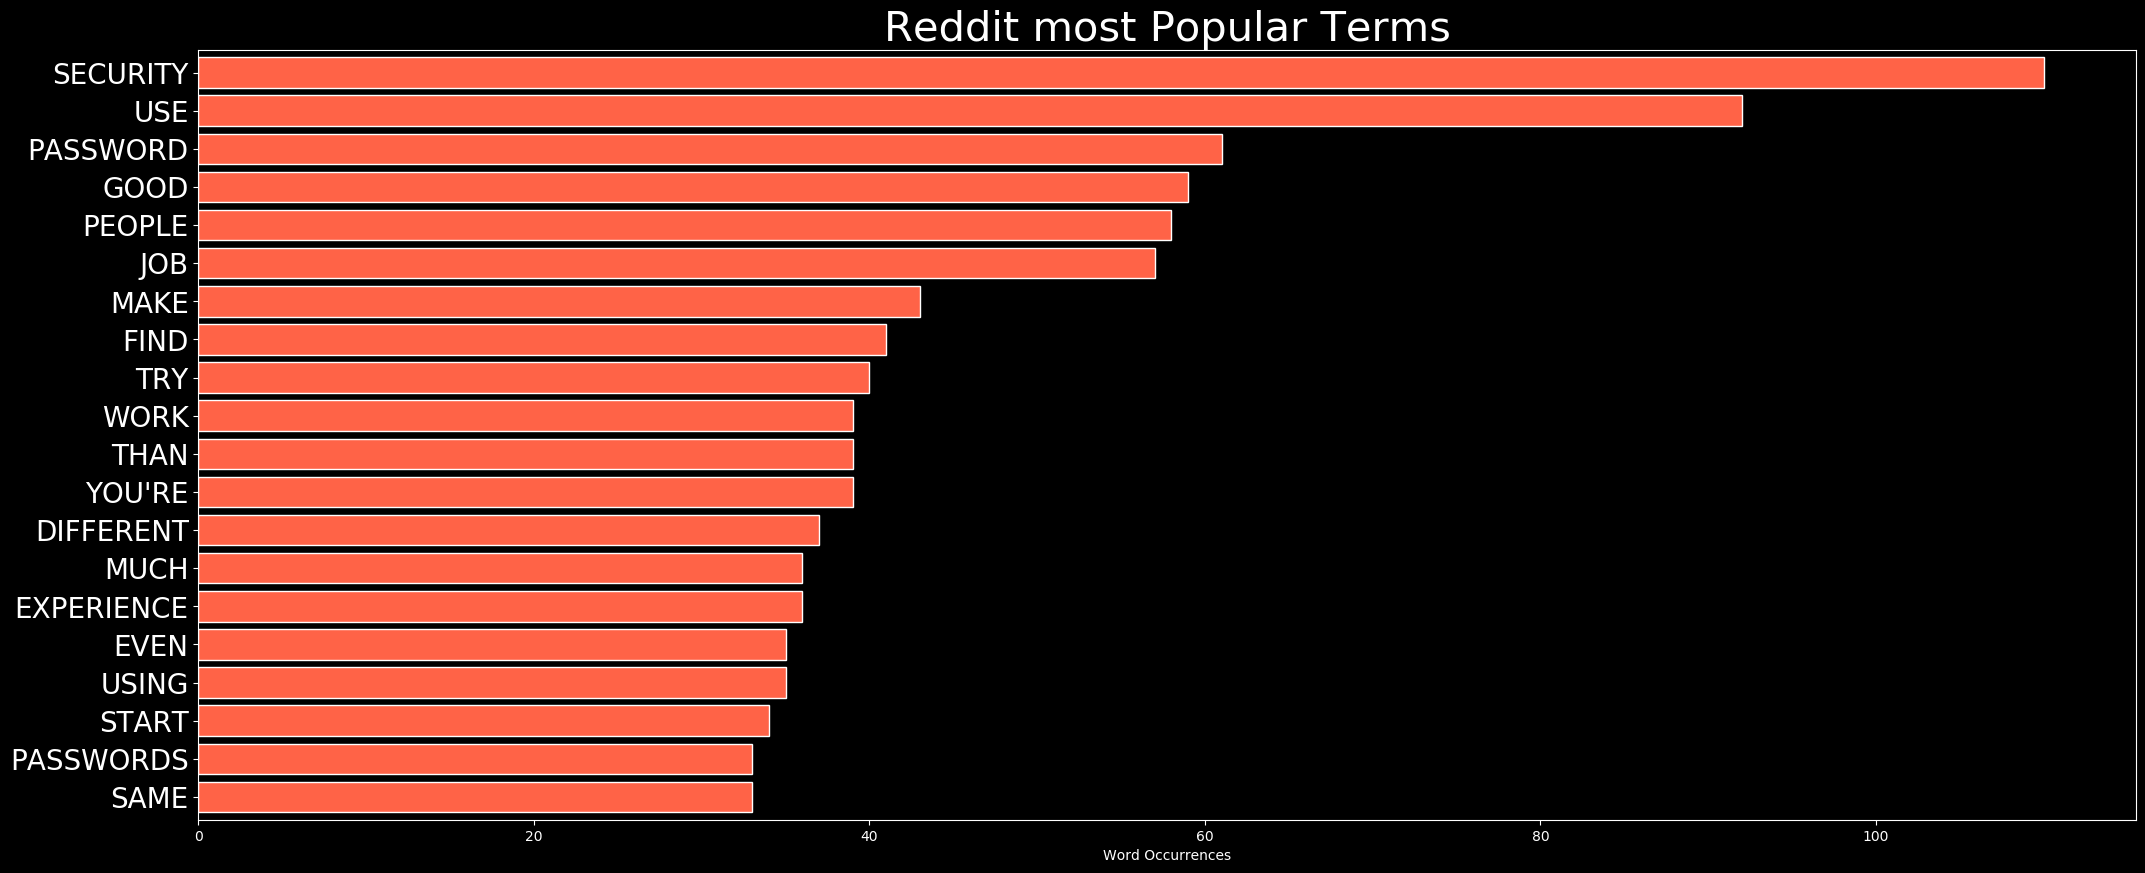 Reddit most Popular Terms
SECURITY
USE
PASSWORD
GOOD
PEOPLE
JOB
MAKE
FIND
TRY
WORK
THAN
YOU'RE
DIFFERENT
MUCH
EXPERIENCE
EVEN
USING
START
PASSWORDS
SAME
0 20 40 60 80 100
Word Occurrences